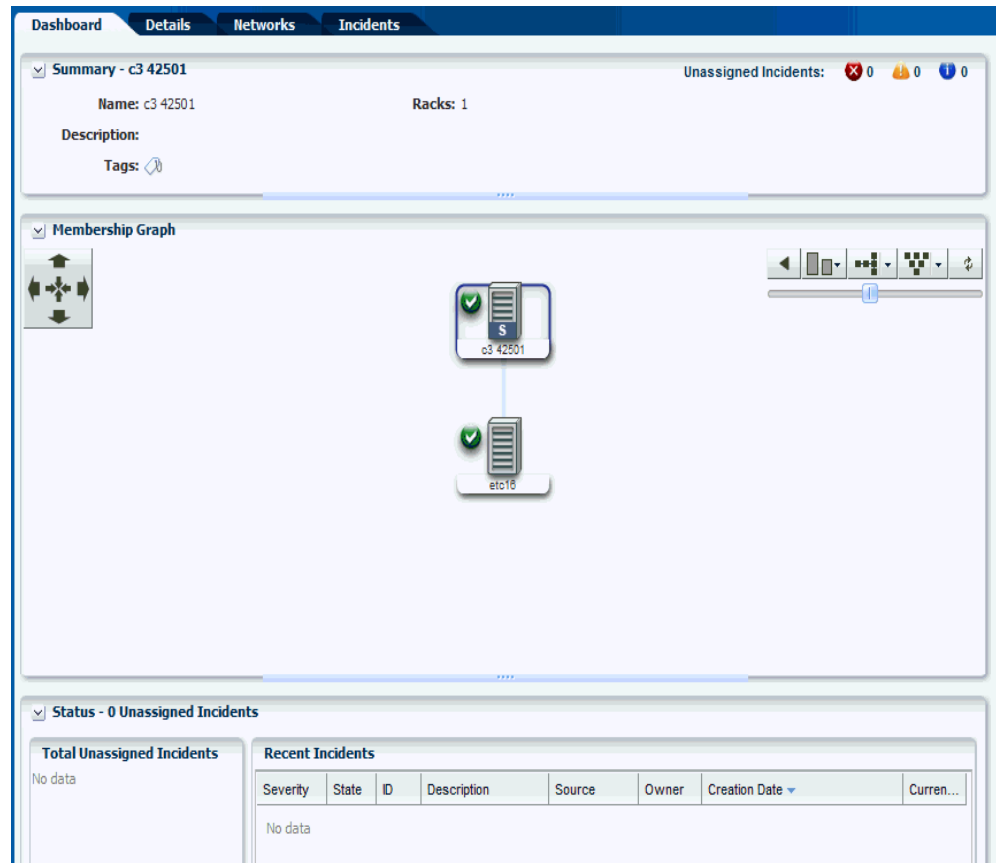 Dashboard Details Networks Incidents
Summary - c3 42501 Unassigned Incidents: 0 0 0
Name: c3 42501 Racks: 1
Description:
Tags:
Membership Graph
S
c3 42501
etc16
Status - 0 Unassigned Incidents
Total Unassigned Incidents Recent Incidents
No data
Severity State ID Description Source Owner Creation Date Curren...
No data